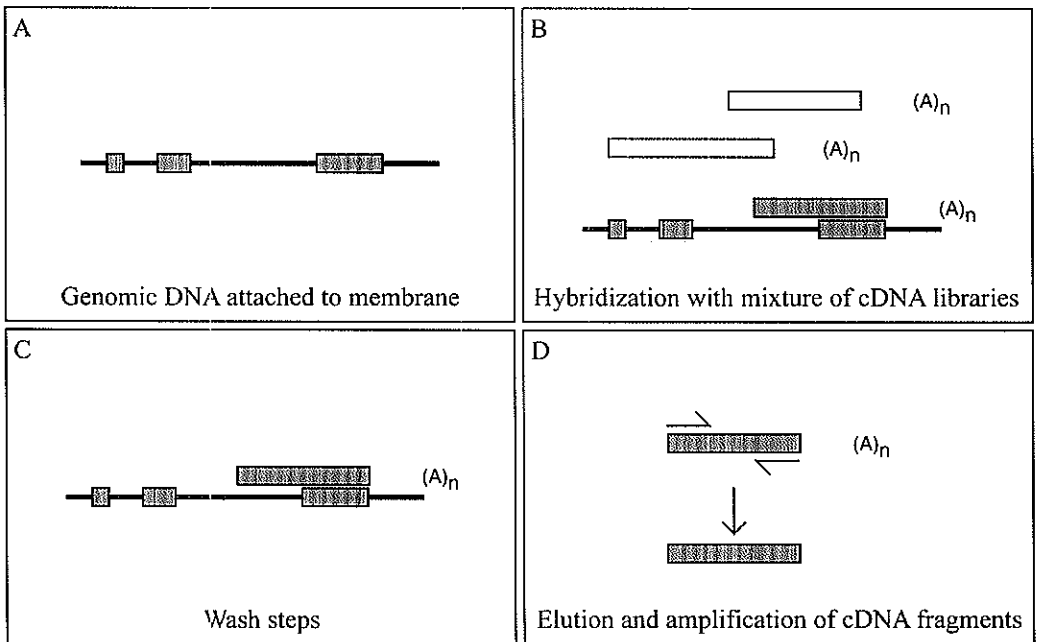 A
Genomic DNA attached to membrane
B
(A)n
(A)n
(A)n
Hybridization with mixture of cDNA libraries
C
(A)n
Wash steps
D
(A)n
Elution and amplification of cDNA fragments